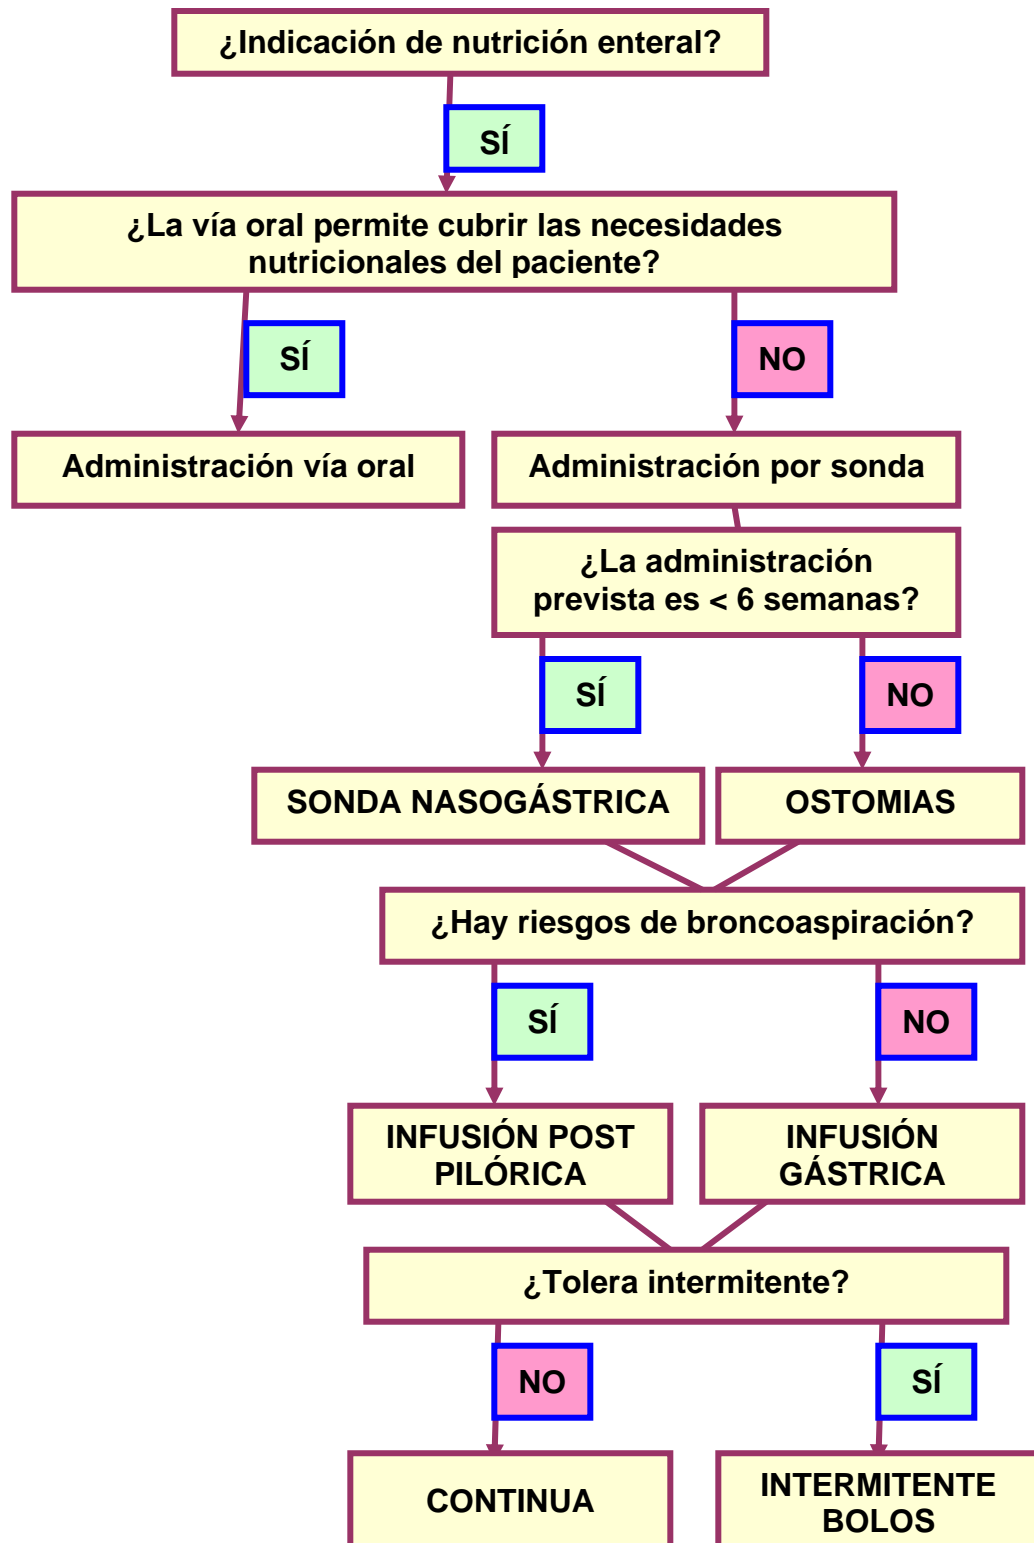 ¿Indicación de nutrición enteral?
SÍ
¿La vía oral permite cubrir las necesidades
nutricionales del paciente?
SÍ
NO
Administración vía oral
Administración por sonda
¿La administración
prevista es < 6 semanas?
SÍ
NO
SONDA NASOGÁSTRICA
OSTOMIAS
¿Hay riesgos de broncoaspiración?
SÍ
NO
INFUSIÓN POST
PILÓRICA
INFUSIÓN
GÁSTRICA
¿Tolera intermitente?
NO
SÍ
CONTINUA
INTERMITENTE
BOLOS